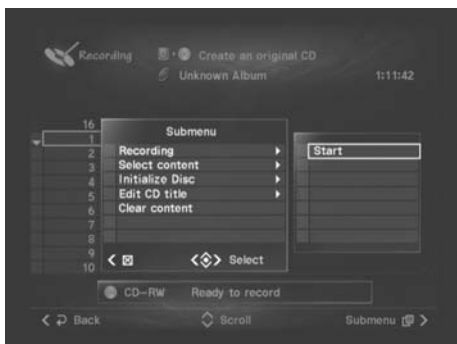 Recording
Create an original CD
Unknown Album
1:11:42
16
1
2
3
4
5
6
7
8
9
10
Submenu
Recording
Select content
Initialize Disc
Edit CD title
Clear content
Select
Start
CD-RW Ready to record
Back
Scroll
Submenu